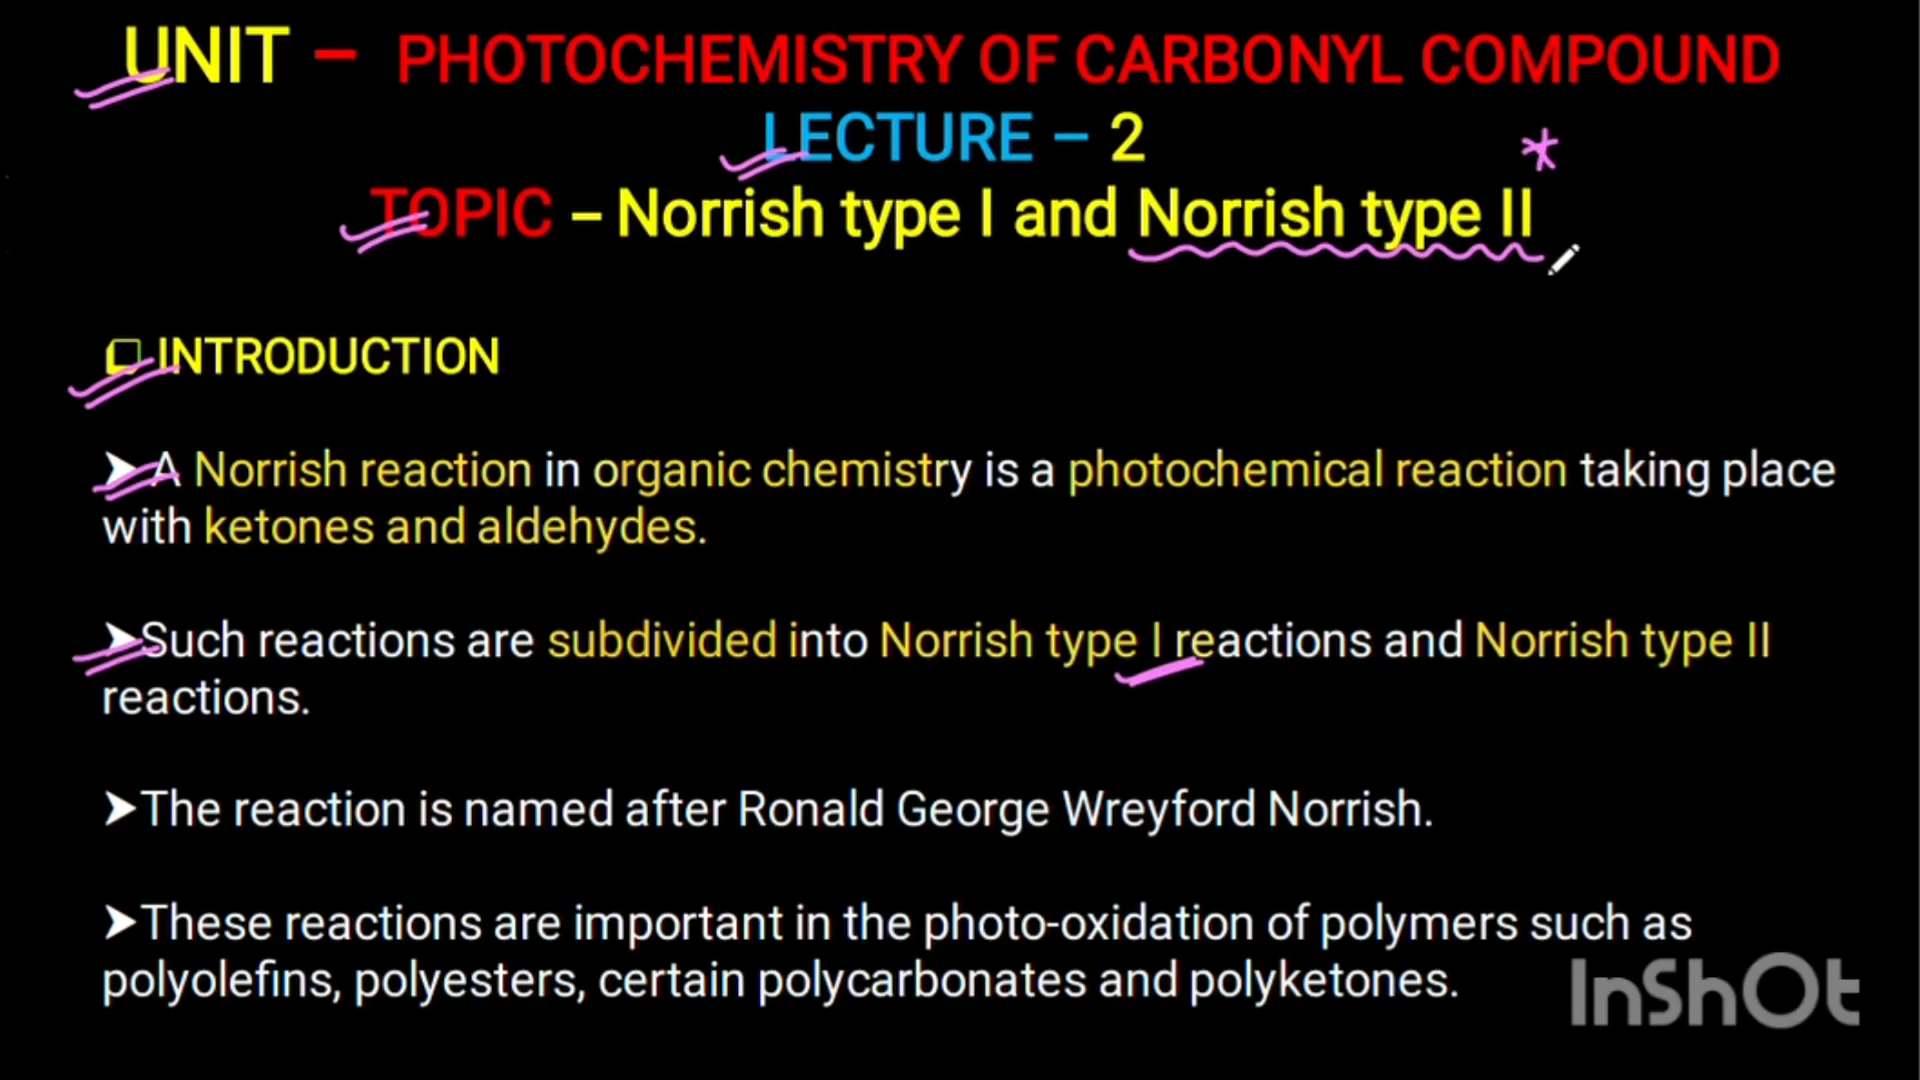 UNIT – PHOTOCHEMISTRY OF CARBONYL COMPOUND
LECTURE – 2
TOPIC – Norrish type I and Norrish type II
INTRODUCTION
➤ A Norrish reaction in organic chemistry is a photochemical reaction taking place
with ketones and aldehydes.
➤Such reactions are subdivided into Norrish type I reactions and Norrish type II
reactions.
➤The reaction is named after Ronald George Wreyford Norrish.
➤These reactions are important in the photo-oxidation of polymers such as
polyolefins, polyesters, certain polycarbonates and polyketones.
InShOt